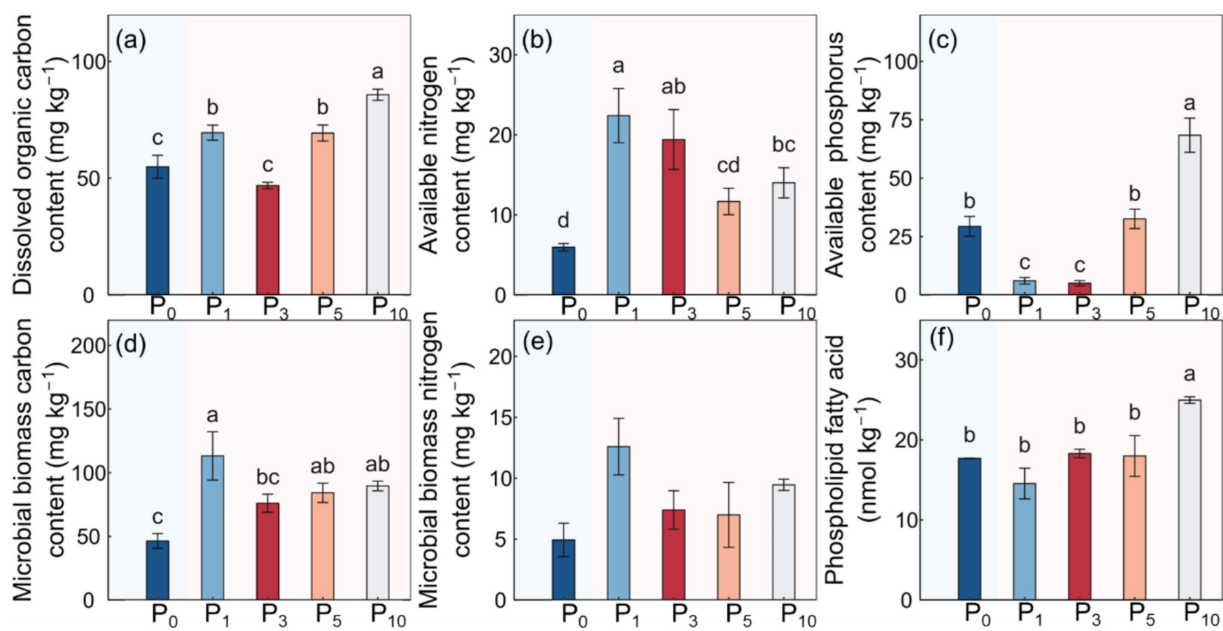 Dissolved organic carbon
content (mg kg⁻¹)
(a)
100
50
0
c
b
c
b
a
P₀ P₁ P₃ P₅ P₁₀
Available nitrogen
content (mg kg⁻¹)
(b)
30
20
10
0
d
a
ab
cd
bc
P₀ P₁ P₃ P₅ P₁₀
Available phosphorus
content (mg kg⁻¹)
(c)
100
75
50
25
0
b
c
c
b
a
P₀ P₁ P₃ P₅ P₁₀
Microbial biomass carbon
content (mg kg⁻¹)
(d)
200
150
100
50
0
c
a
bc
ab
ab
P₀ P₁ P₃ P₅ P₁₀
Microbial biomass nitrogen
content (mg kg⁻¹)
(e)
20
15
10
5
0
P₀ P₁ P₃ P₅ P₁₀
Phospholipid fatty acid
(nmol kg⁻¹)
(f)
30
20
10
0
b
b
b
b
a
P₀ P₁ P₃ P₅ P₁₀